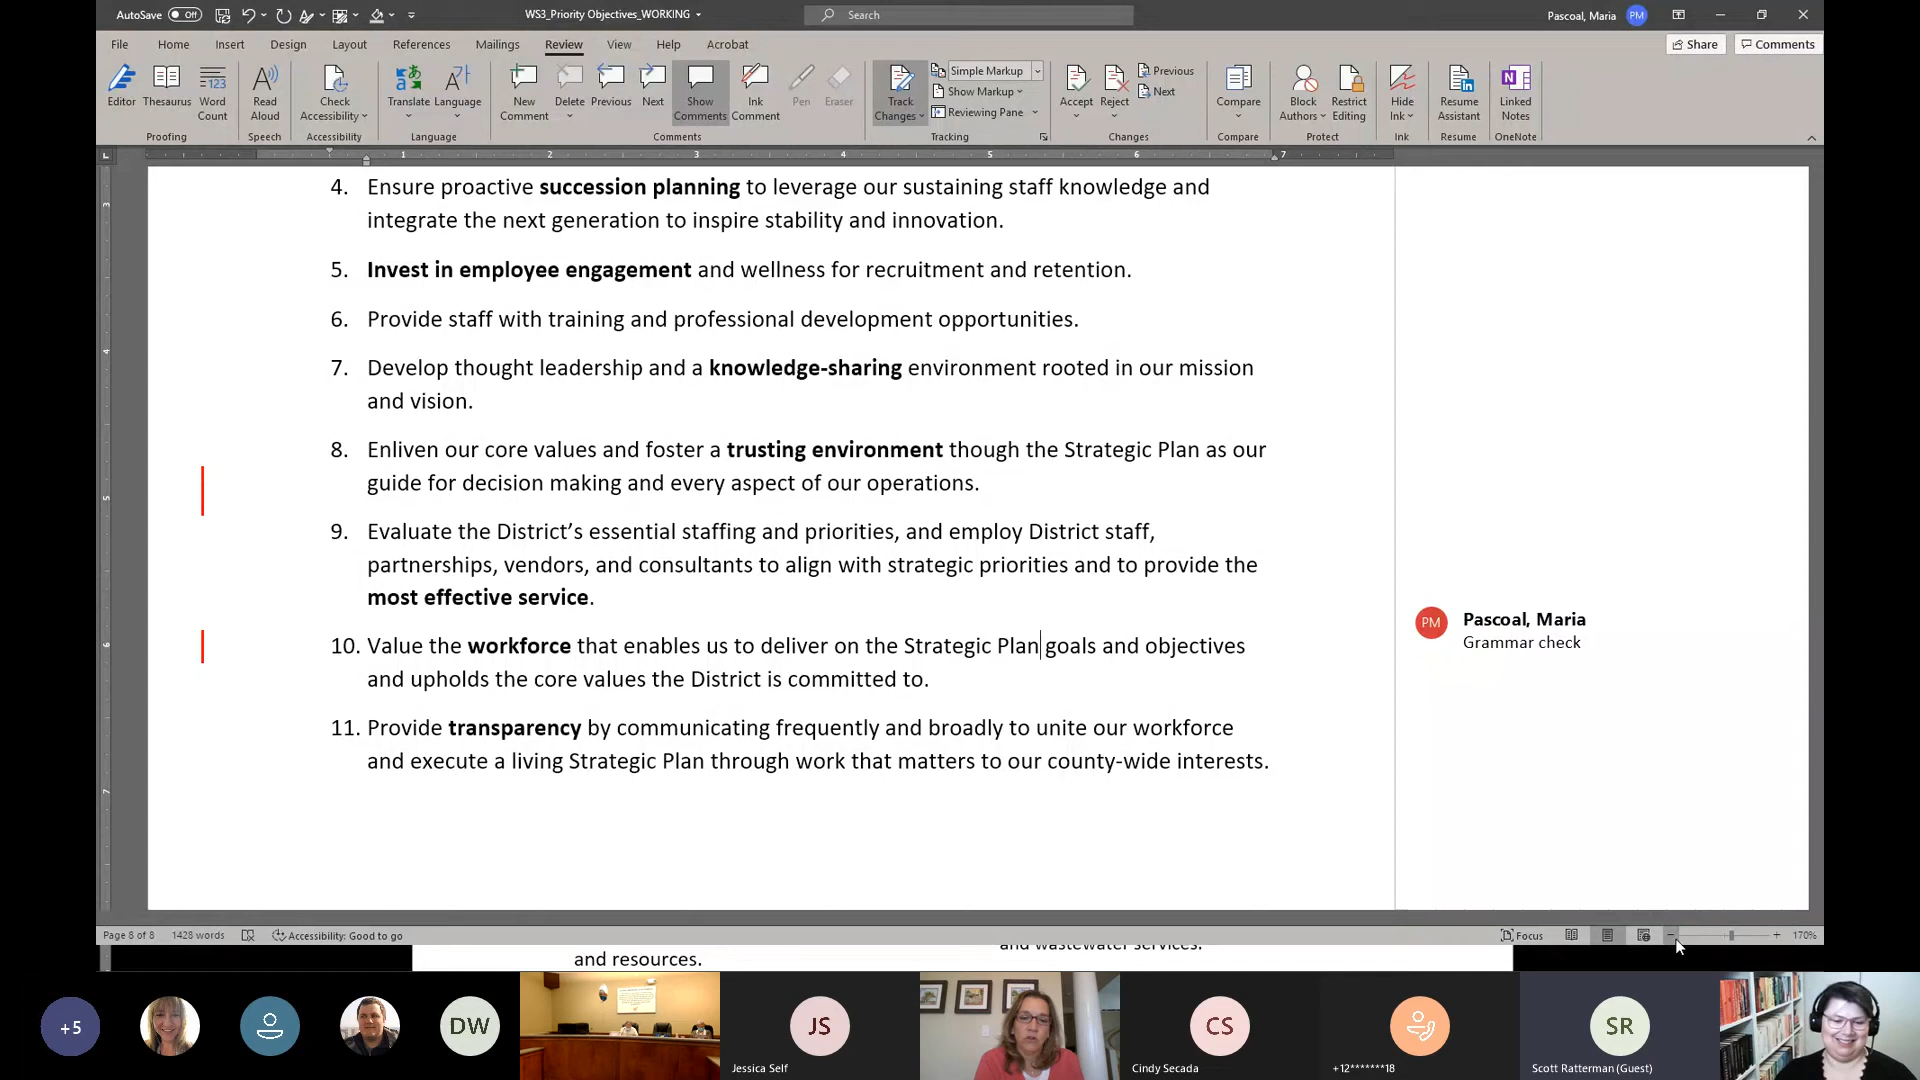 AutoSave Off
WS3_Priority Objectives_WORKING
Search
Pascoal, Maria PM
File Home Insert Design Layout References Mailings Review View Help Acrobat
Share Comments
Editor
Thesaurus
Word Count
Read Aloud
Check Accessibility
Translate
Language
New Comment
Delete
Previous
Next
Show Comments
Ink Comment
Pen
Eraser
Track Changes
Simple Markup
Show Markup
Reviewing Pane
Accept
Reject
Previous
Next
Compare
Block Authors
Restrict Editing
Hide Ink
Resume Assistant
Linked Notes
Proofing Speech Accessibility Language Comments Tracking Changes Compare Protect Ink Resume OneNote
1 2 3 4 5 6 7
4. Ensure proactive succession planning to leverage our sustaining staff knowledge and
integrate the next generation to inspire stability and innovation.
5. Invest in employee engagement and wellness for recruitment and retention.
6. Provide staff with training and professional development opportunities.
7. Develop thought leadership and a knowledge-sharing environment rooted in our mission
and vision.
8. Enliven our core values and foster a trusting environment though the Strategic Plan as our
guide for decision making and every aspect of our operations.
9. Evaluate the District’s essential staffing and priorities, and employ District staff,
partnerships, vendors, and consultants to align with strategic priorities and to provide the
most effective service.
10. Value the workforce that enables us to deliver on the Strategic Plan goals and objectives
and upholds the core values the District is committed to.
11. Provide transparency by communicating frequently and broadly to unite our workforce
and execute a living Strategic Plan through work that matters to our county-wide interests.
PM
Pascoal, Maria
Grammar check
Page 8 of 8 1428 words Accessibility: Good to go
Focus
170%
and wastewater services.
and resources.
+5
DW
JS
Jessica Self
CS
Cindy Secada
+12*******18
SR
Scott Ratterman (Guest)